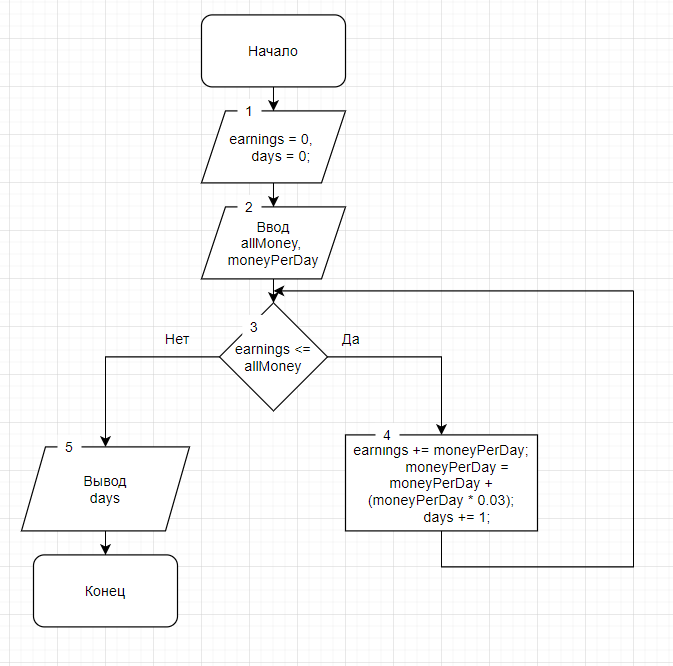 Начало
1
earnings = 0,
days = 0;
2
Ввод
allMoney,
moneyPerDay
3
earnings <=
allMoney
Нет
Да
4
earnings += moneyPerDay;
moneyPerDay =
moneyPerDay +
(moneyPerDay * 0.03);
days += 1;
5
Вывод
days
Конец